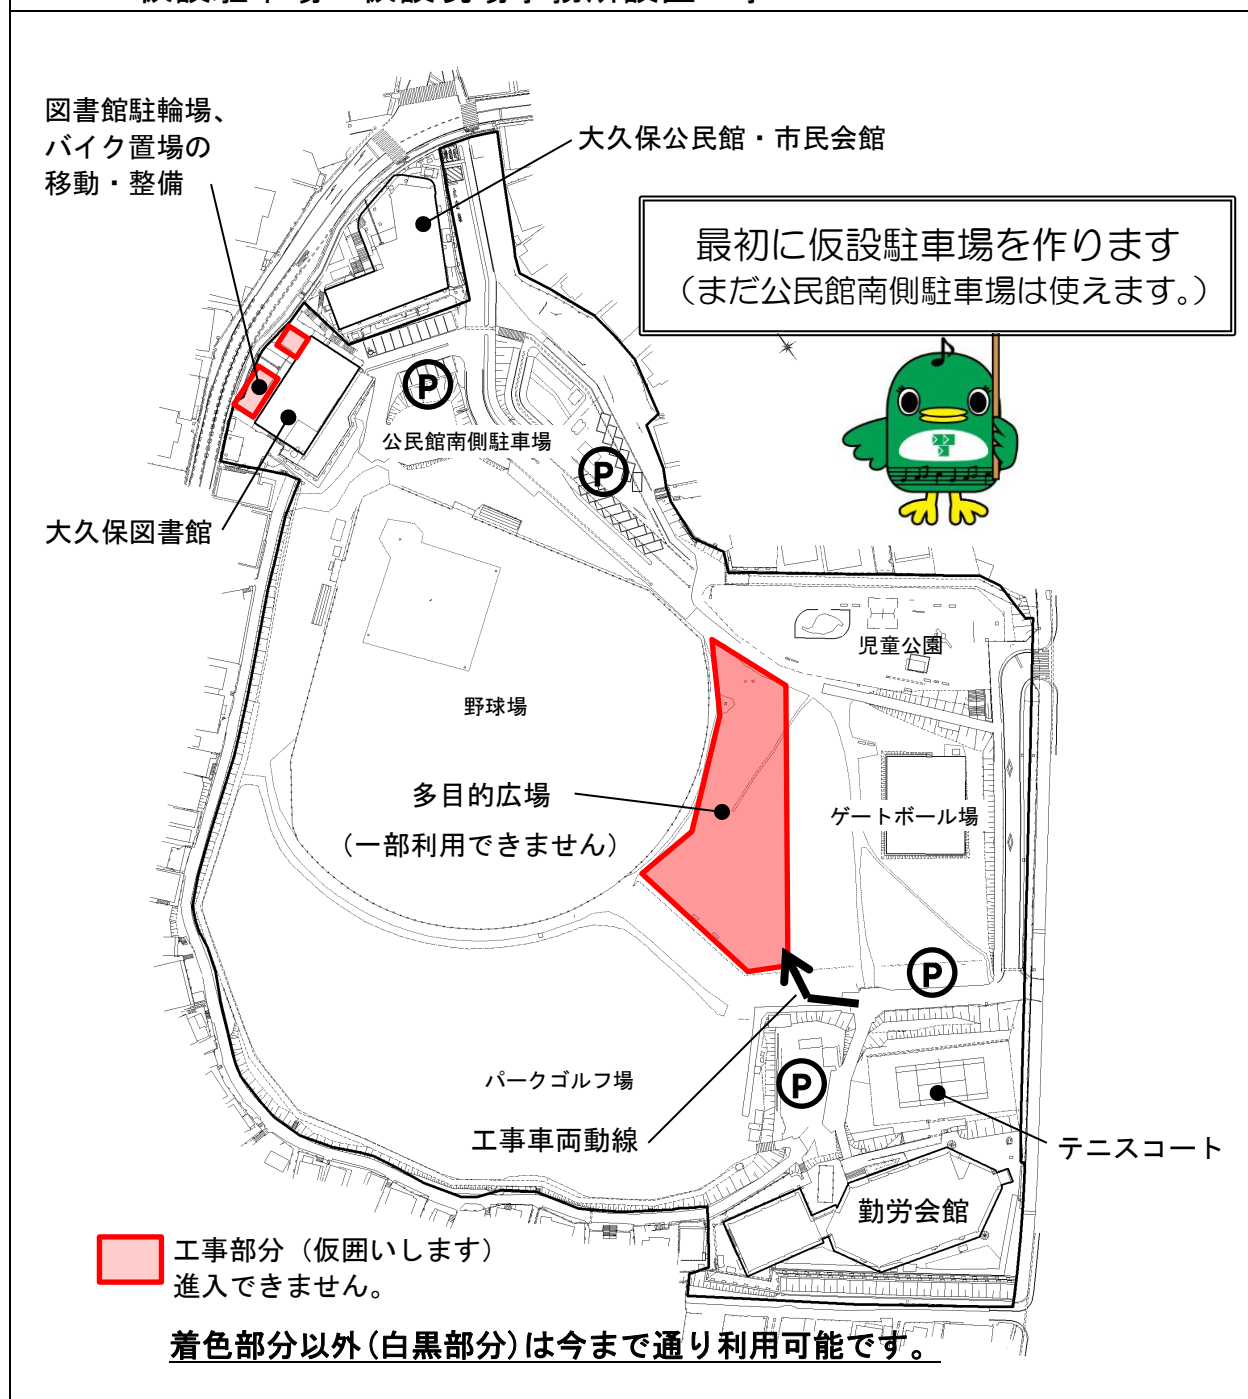 図書館駐輪場、
バイク置場の
移動・整備
大久保公民館・市民会館
最初に仮設駐車場を作ります
（まだ公民館南側駐車場は使えます。）
P
公民館南側駐車場
P
大久保図書館
児童公園
野球場
多目的広場
（一部利用できません）
ゲートボール場
P
パークゴルフ場
P
工事車両動線
テニスコート
勤労会館
工事部分（仮囲いします）
進入できません。
着色部分以外(白黒部分)は今まで通り利用可能です。